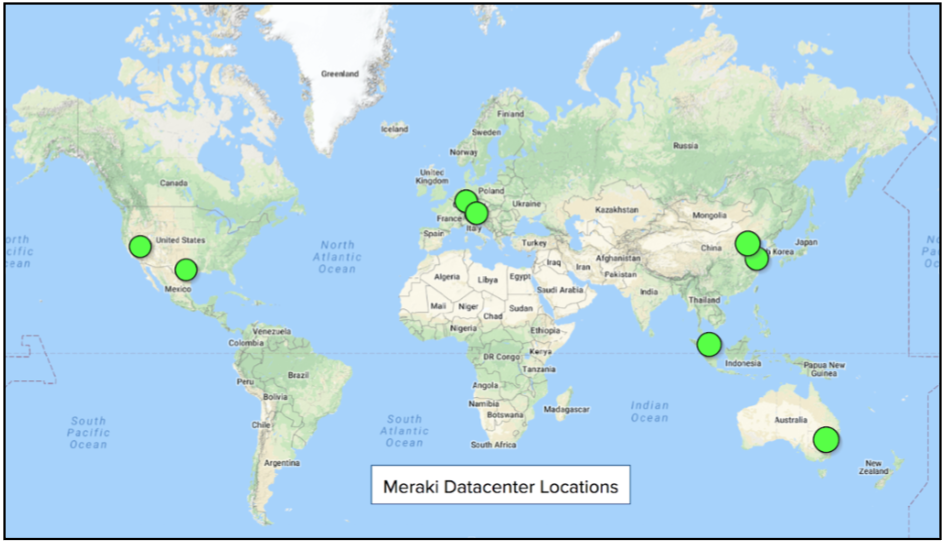 Greenland
Iceland
Finland
Sweden
Norway
Russia
United
Kingdom
Canada
Poland
Ukraine
Kazakhstan
Mongolia
France
Italy
Spain
Turkey
United States
North
Atlantic
Ocean
China
Korea
Japan
Iraq
Iran
Afghanistan
Pakistan
Algeria
Libya
Egypt
Saudi Arabia
India
Mexico
Thailand
Mali
Niger
Chad
Sudan
Nigeria
Ethiopia
Venezuela
Colombia
DR Congo
Kenya
Tanzania
Indonesia
Papua New
Guinea
Peru
Brazil
Bolivia
Angola
Namibia
Botswana
Madagascar
South
Pacific
Ocean
Chile
South
Atlantic
Ocean
Indian
Ocean
Australia
South Africa
Argentina
New
Zealand
Meraki Datacenter Locations